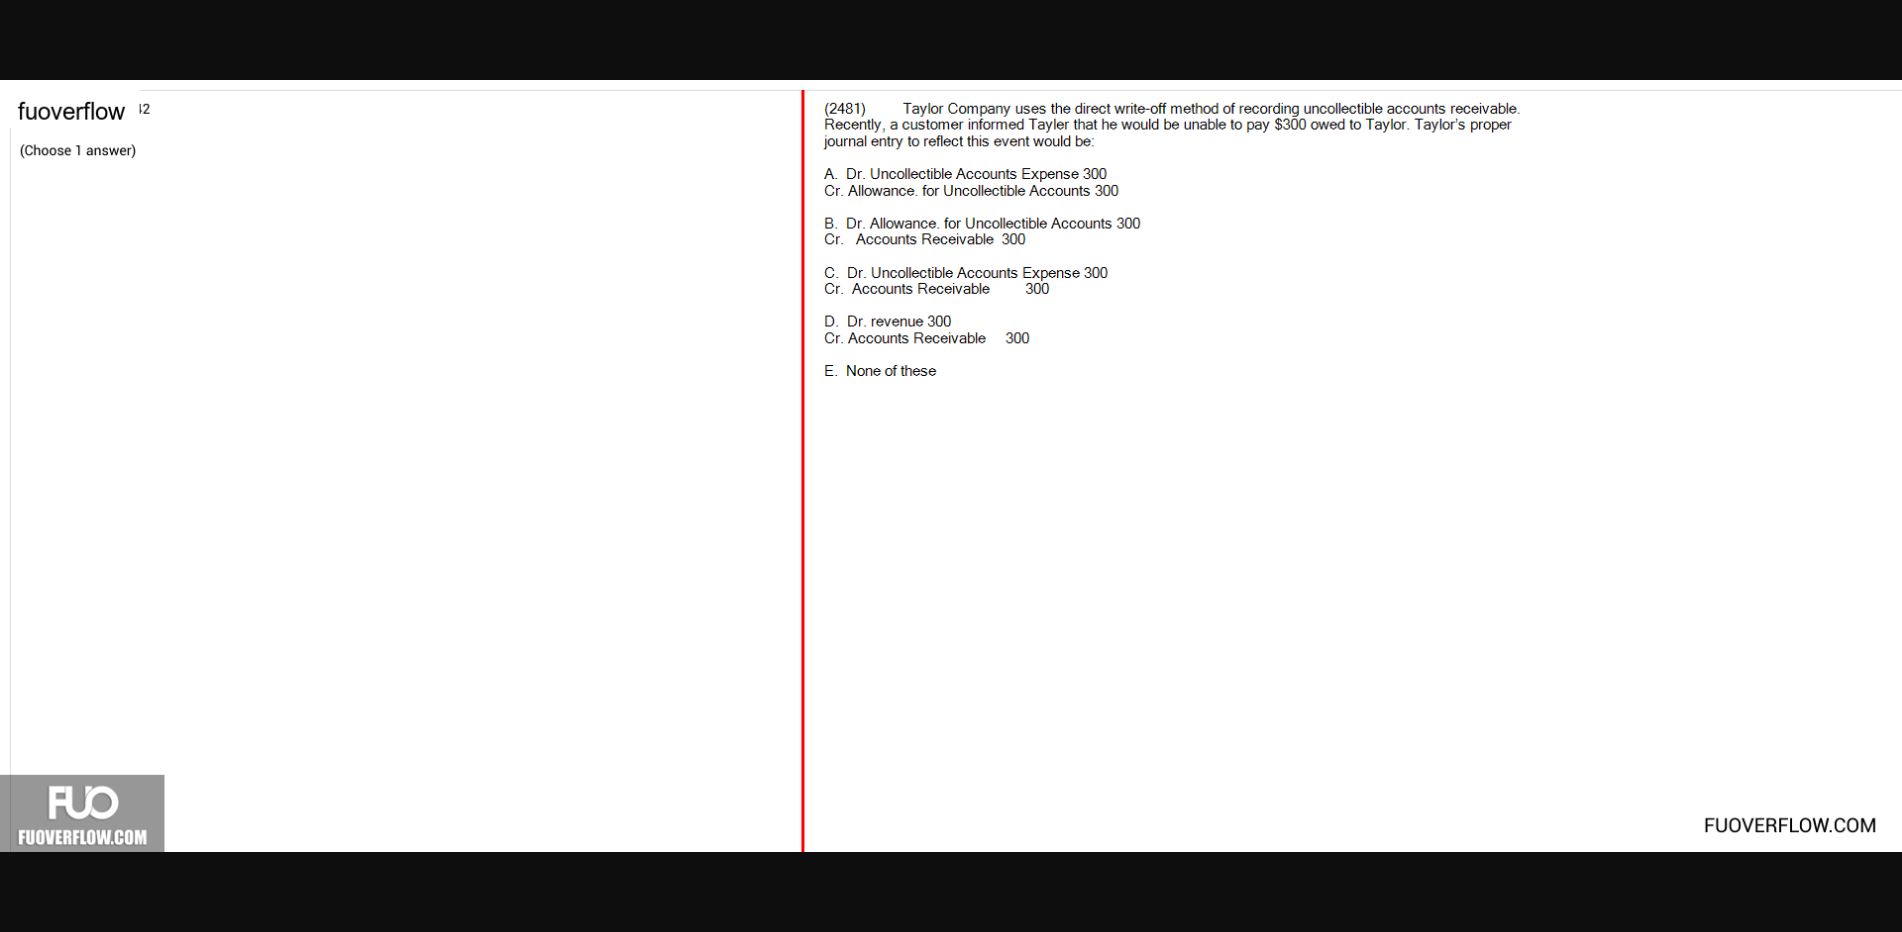 fuoverflow
(Choose 1 answer)
(2481) Taylor Company uses the direct write-off method of recording uncollectible accounts receivable.
Recently, a customer informed Tayler that he would be unable to pay $300 owed to Taylor. Taylor's proper
journal entry to reflect this event would be:
A. Dr. Uncollectible Accounts Expense 300
Cr. Allowance. for Uncollectible Accounts 300
B. Dr. Allowance. for Uncollectible Accounts 300
Cr. Accounts Receivable 300
C. Dr. Uncollectible Accounts Expense 300
Cr. Accounts Receivable 300
D. Dr. revenue 300
Cr. Accounts Receivable 300
E. None of these
FUO
FUOVERFLOW.COM
FUOVERFLOW.COM